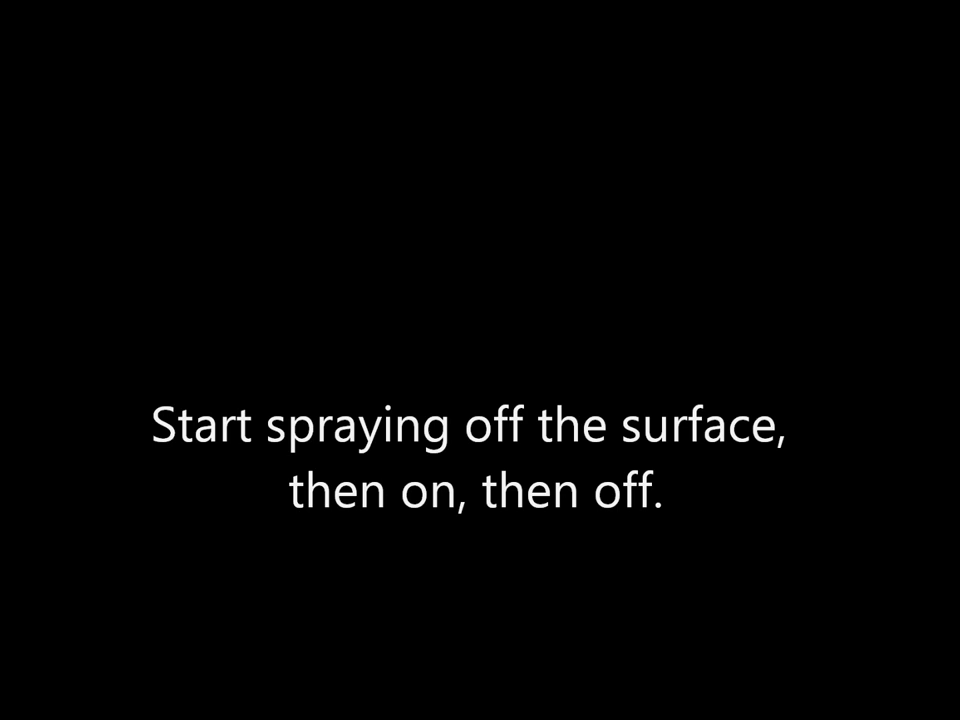 Start spraying off the surface,
then on, then off.